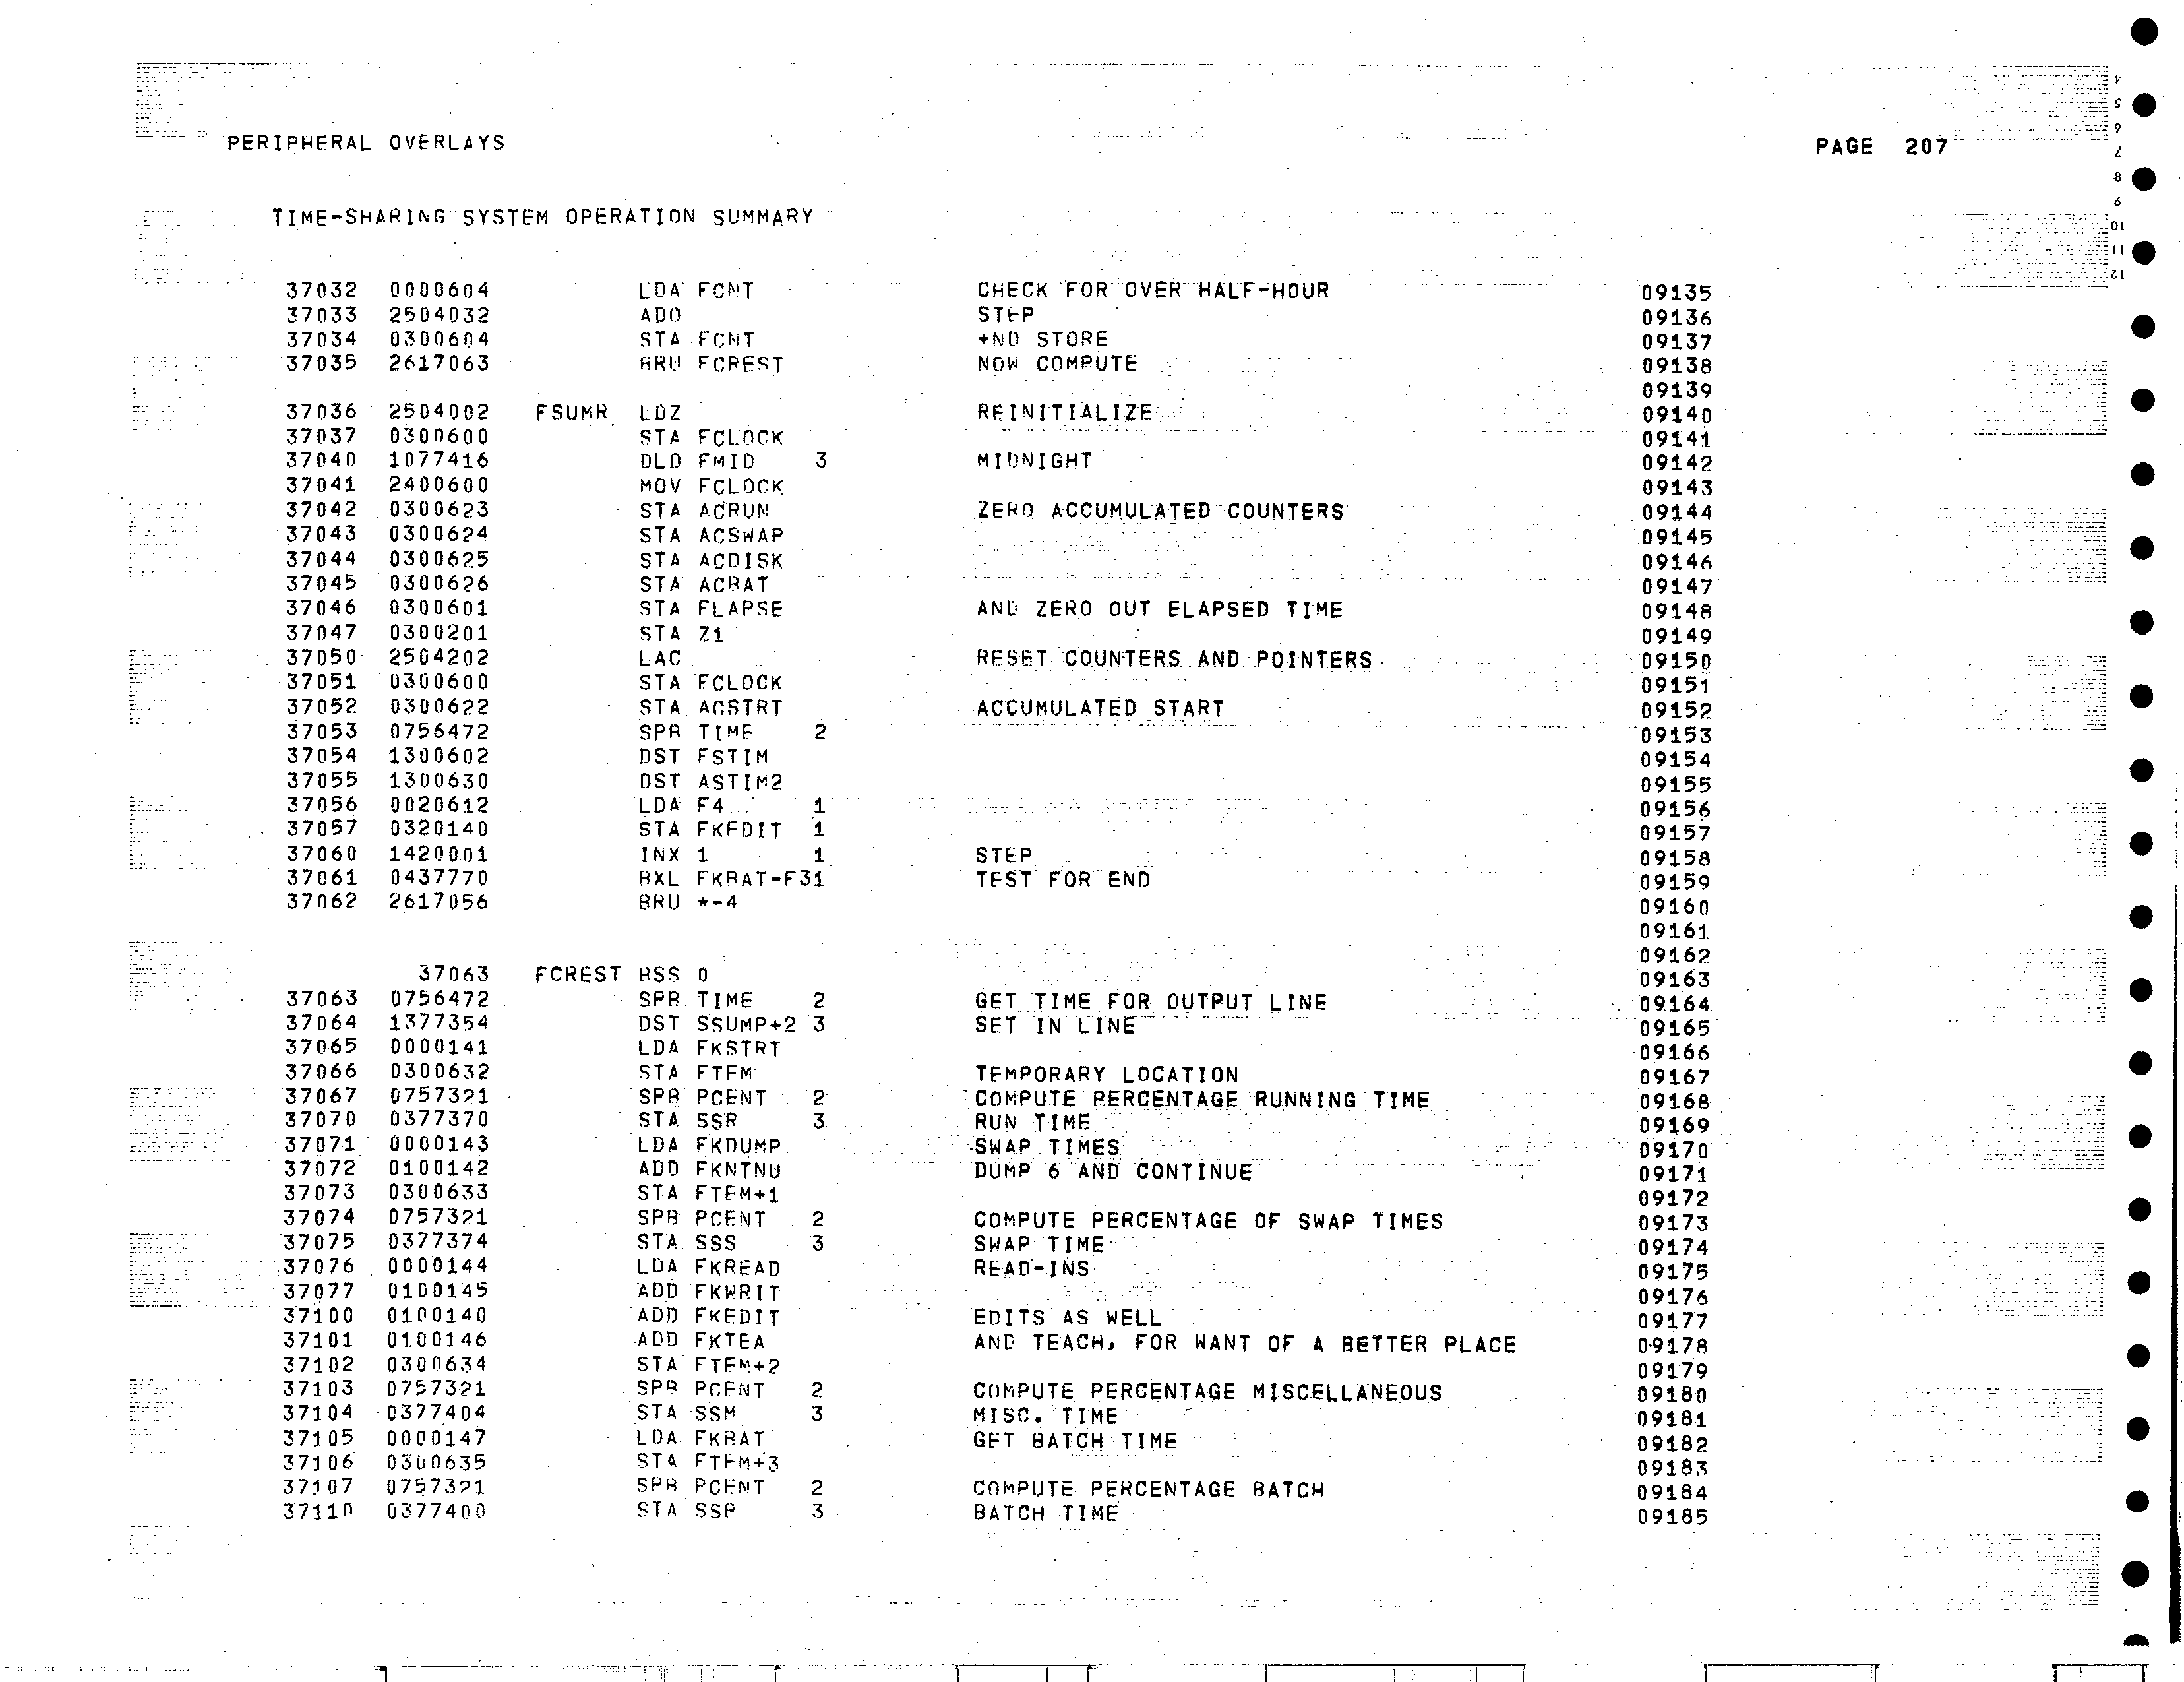 PERIPHERAL OVERLAYS PAGE 207
TIME-SHARING SYSTEM OPERATION SUMMARY
37032 0000604 LDA FCNT CHECK FOR OVER HALF-HOUR 09135
37033 2504032 ADO STEP 09136
37034 0300604 STA FCNT +ND STORE 09137
37035 2617063 BRU FCREST NOW COMPUTE 09138
09139
37036 2504002 FSUMR LDZ REINITIALIZE 09140
37037 0300600 STA FCLOCK 09141
37040 1077416 DLD FMID 3 MIDNIGHT 09142
37041 2400600 MOV FCLOCK 09143
37042 0300623 STA ACRUN ZERO ACCUMULATED COUNTERS 09144
37043 0300624 STA ACSWAP 09145
37044 0300625 STA ACDISK 09146
37045 0300626 STA ACBAT 09147
37046 0300601 STA FLAPSE AND ZERO OUT ELAPSED TIME 09148
37047 0300201 STA Z1 09149
37050 2504202 LAC RESET COUNTERS AND POINTERS 09150
37051 0300600 STA FCLOCK 09151
37052 0300622 STA ACSTRT ACCUMULATED START 09152
37053 0756472 SPB TIME 2 09153
37054 1300602 DST FSTIM 09154
37055 1300630 DST ASTIM2 09155
37056 0020612 LDA F4 1 09156
37057 0320140 STA FKEDIT 1 09157
37060 1420001 INX 1 1 STEP 09158
37061 0437770 BXL FKBAT-F31 TEST FOR END 09159
37062 2617056 BRU *-4 09160
09161
09162
37063 FCREST BSS 0 09163
37063 0756472 SPB TIME 2 GET TIME FOR OUTPUT LINE 09164
37064 1377354 DST SSUMP+2 3 SET IN LINE 09165
37065 0000141 LDA FKSTRT 09166
37066 0300632 STA FTEM TEMPORARY LOCATION 09167
37067 0757321 SPB PCENT 2 COMPUTE PERCENTAGE RUNNING TIME 09168
37070 0377370 STA SSR 3 RUN TIME 09169
37071 0000143 LDA FKDUMP SWAP TIMES 09170
37072 0100142 ADD FKNTNU DUMP 6 AND CONTINUE 09171
37073 0300633 STA FTEM+1 09172
37074 0757321 SPB PCENT 2 COMPUTE PERCENTAGE OF SWAP TIMES 09173
37075 0377374 STA SSS 3 SWAP TIME 09174
37076 0000144 LDA FKREAD READ-INS 09175
37077 0100145 ADD FKWRIT 09176
37100 0100140 ADD FKEDIT EDITS AS WELL 09177
37101 0100146 ADD FKTEA AND TEACH, FOR WANT OF A BETTER PLACE 09178
37102 0300634 STA FTEM+2 09179
37103 0757321 SPB PCENT 2 COMPUTE PERCENTAGE MISCELLANEOUS 09180
37104 0377404 STA SSM 3 MISC. TIME 09181
37105 0000147 LDA FKBAT GET BATCH TIME 09182
37106 0300635 STA FTEM+3 09183
37107 0757321 SPB PCENT 2 COMPUTE PERCENTAGE BATCH 09184
37110 0377400 STA SSB 3 BATCH TIME 09185
4
5
6
7
8
9
10
11
12